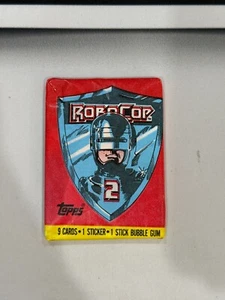 ROBOCOP
2
Topps
9 CARDS • 1 STICKER • 1 STICK BUBBLE GUM